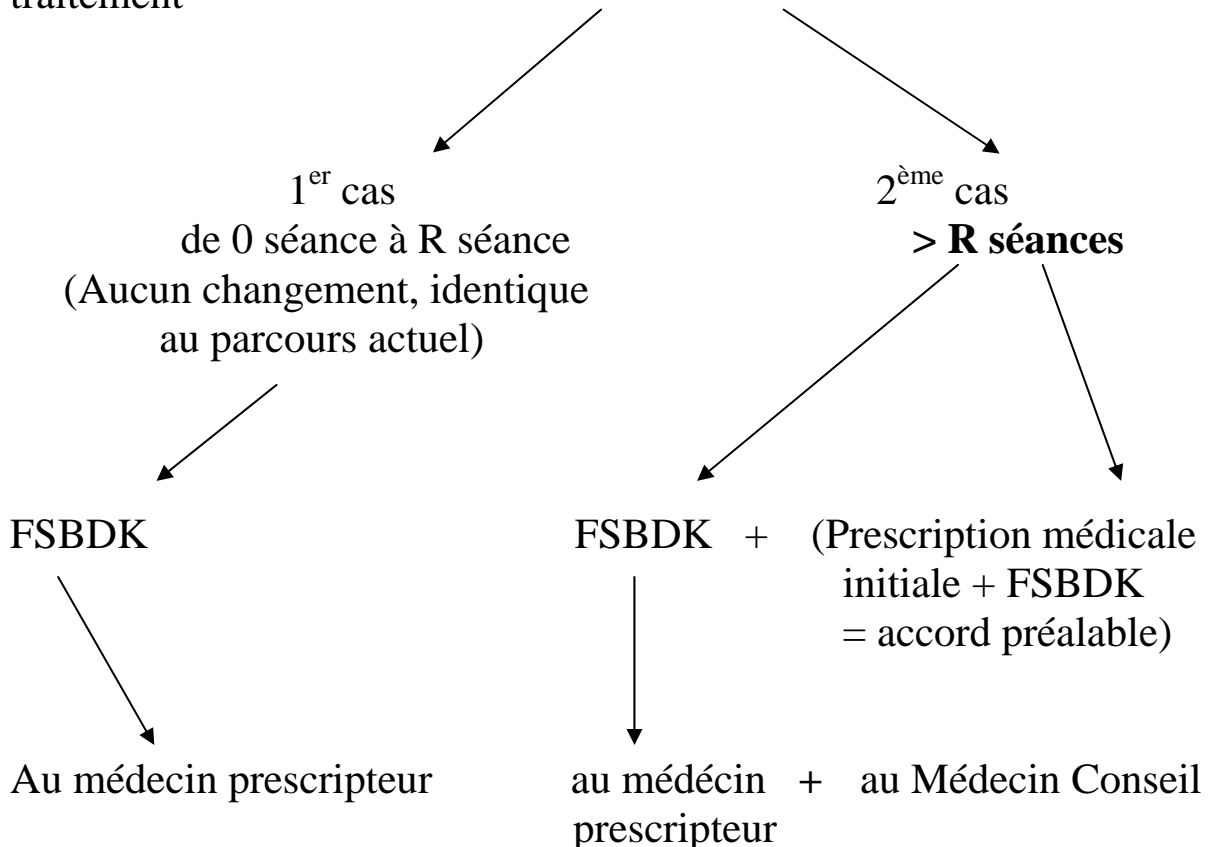 traitement
1er cas
de 0 séance à R séance
(Aucun changement, identique
au parcours actuel)
2ème cas
> R séances
FSBDK
FSBDK + (Prescription médicale
initiale + FSBDK
= accord préalable)
Au médecin prescripteur
au médécin + au Médecin Conseil
prescripteur